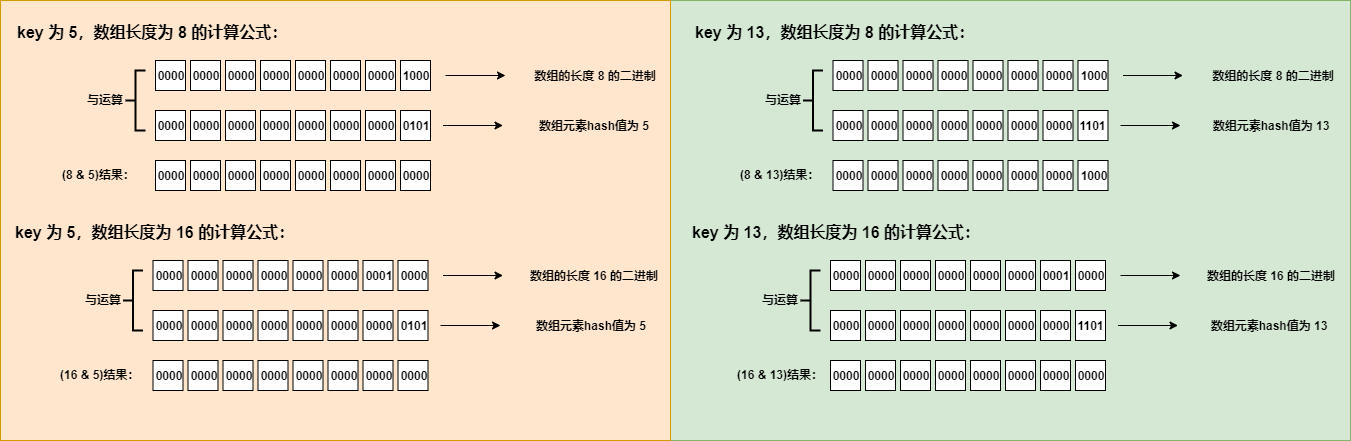 key 为 5，数组长度为 8 的计算公式：
与运算
0000 0000 0000 0000 0000 0000 0000 1000 数组的长度 8 的二进制
0000 0000 0000 0000 0000 0000 0000 0101 数组元素hash值为 5
(8 & 5)结果： 0000 0000 0000 0000 0000 0000 0000 0000
key 为 5，数组长度为 16 的计算公式：
与运算
0000 0000 0000 0000 0000 0000 0001 0000 数组的长度 16 的二进制
0000 0000 0000 0000 0000 0000 0000 0101 数组元素hash值为 5
(16 & 5)结果： 0000 0000 0000 0000 0000 0000 0000 0000
key 为 13，数组长度为 8 的计算公式：
与运算
0000 0000 0000 0000 0000 0000 0000 1000 数组的长度 8 的二进制
0000 0000 0000 0000 0000 0000 0000 1101 数组元素hash值为 13
(8 & 13)结果： 0000 0000 0000 0000 0000 0000 0000 1000
key 为 13，数组长度为 16 的计算公式：
与运算
0000 0000 0000 0000 0000 0000 0001 0000 数组的长度 16 的二进制
0000 0000 0000 0000 0000 0000 0000 1101 数组元素hash值为 13
(16 & 13)结果： 0000 0000 0000 0000 0000 0000 0000 0000